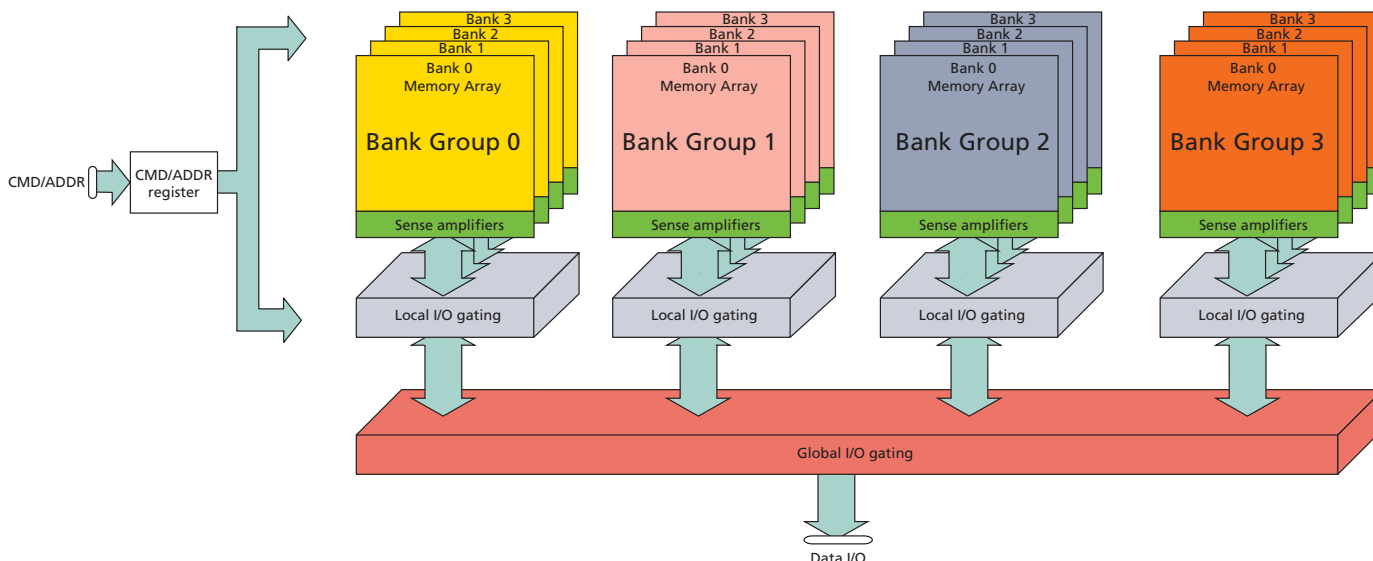 Bank 3
Bank 2
Bank 1
Bank 0
Memory Array
Bank Group 0
Sense amplifiers
Local I/O gating
Bank 3
Bank 2
Bank 1
Bank 0
Memory Array
Bank Group 1
Sense amplifiers
Local I/O gating
Bank 3
Bank 2
Bank 1
Bank 0
Memory Array
Bank Group 2
Sense amplifiers
Local I/O gating
Bank 3
Bank 2
Bank 1
Bank 0
Memory Array
Bank Group 3
Sense amplifiers
Local I/O gating
CMD/ADDR
CMD/ADDR
register
Global I/O gating
Data I/O